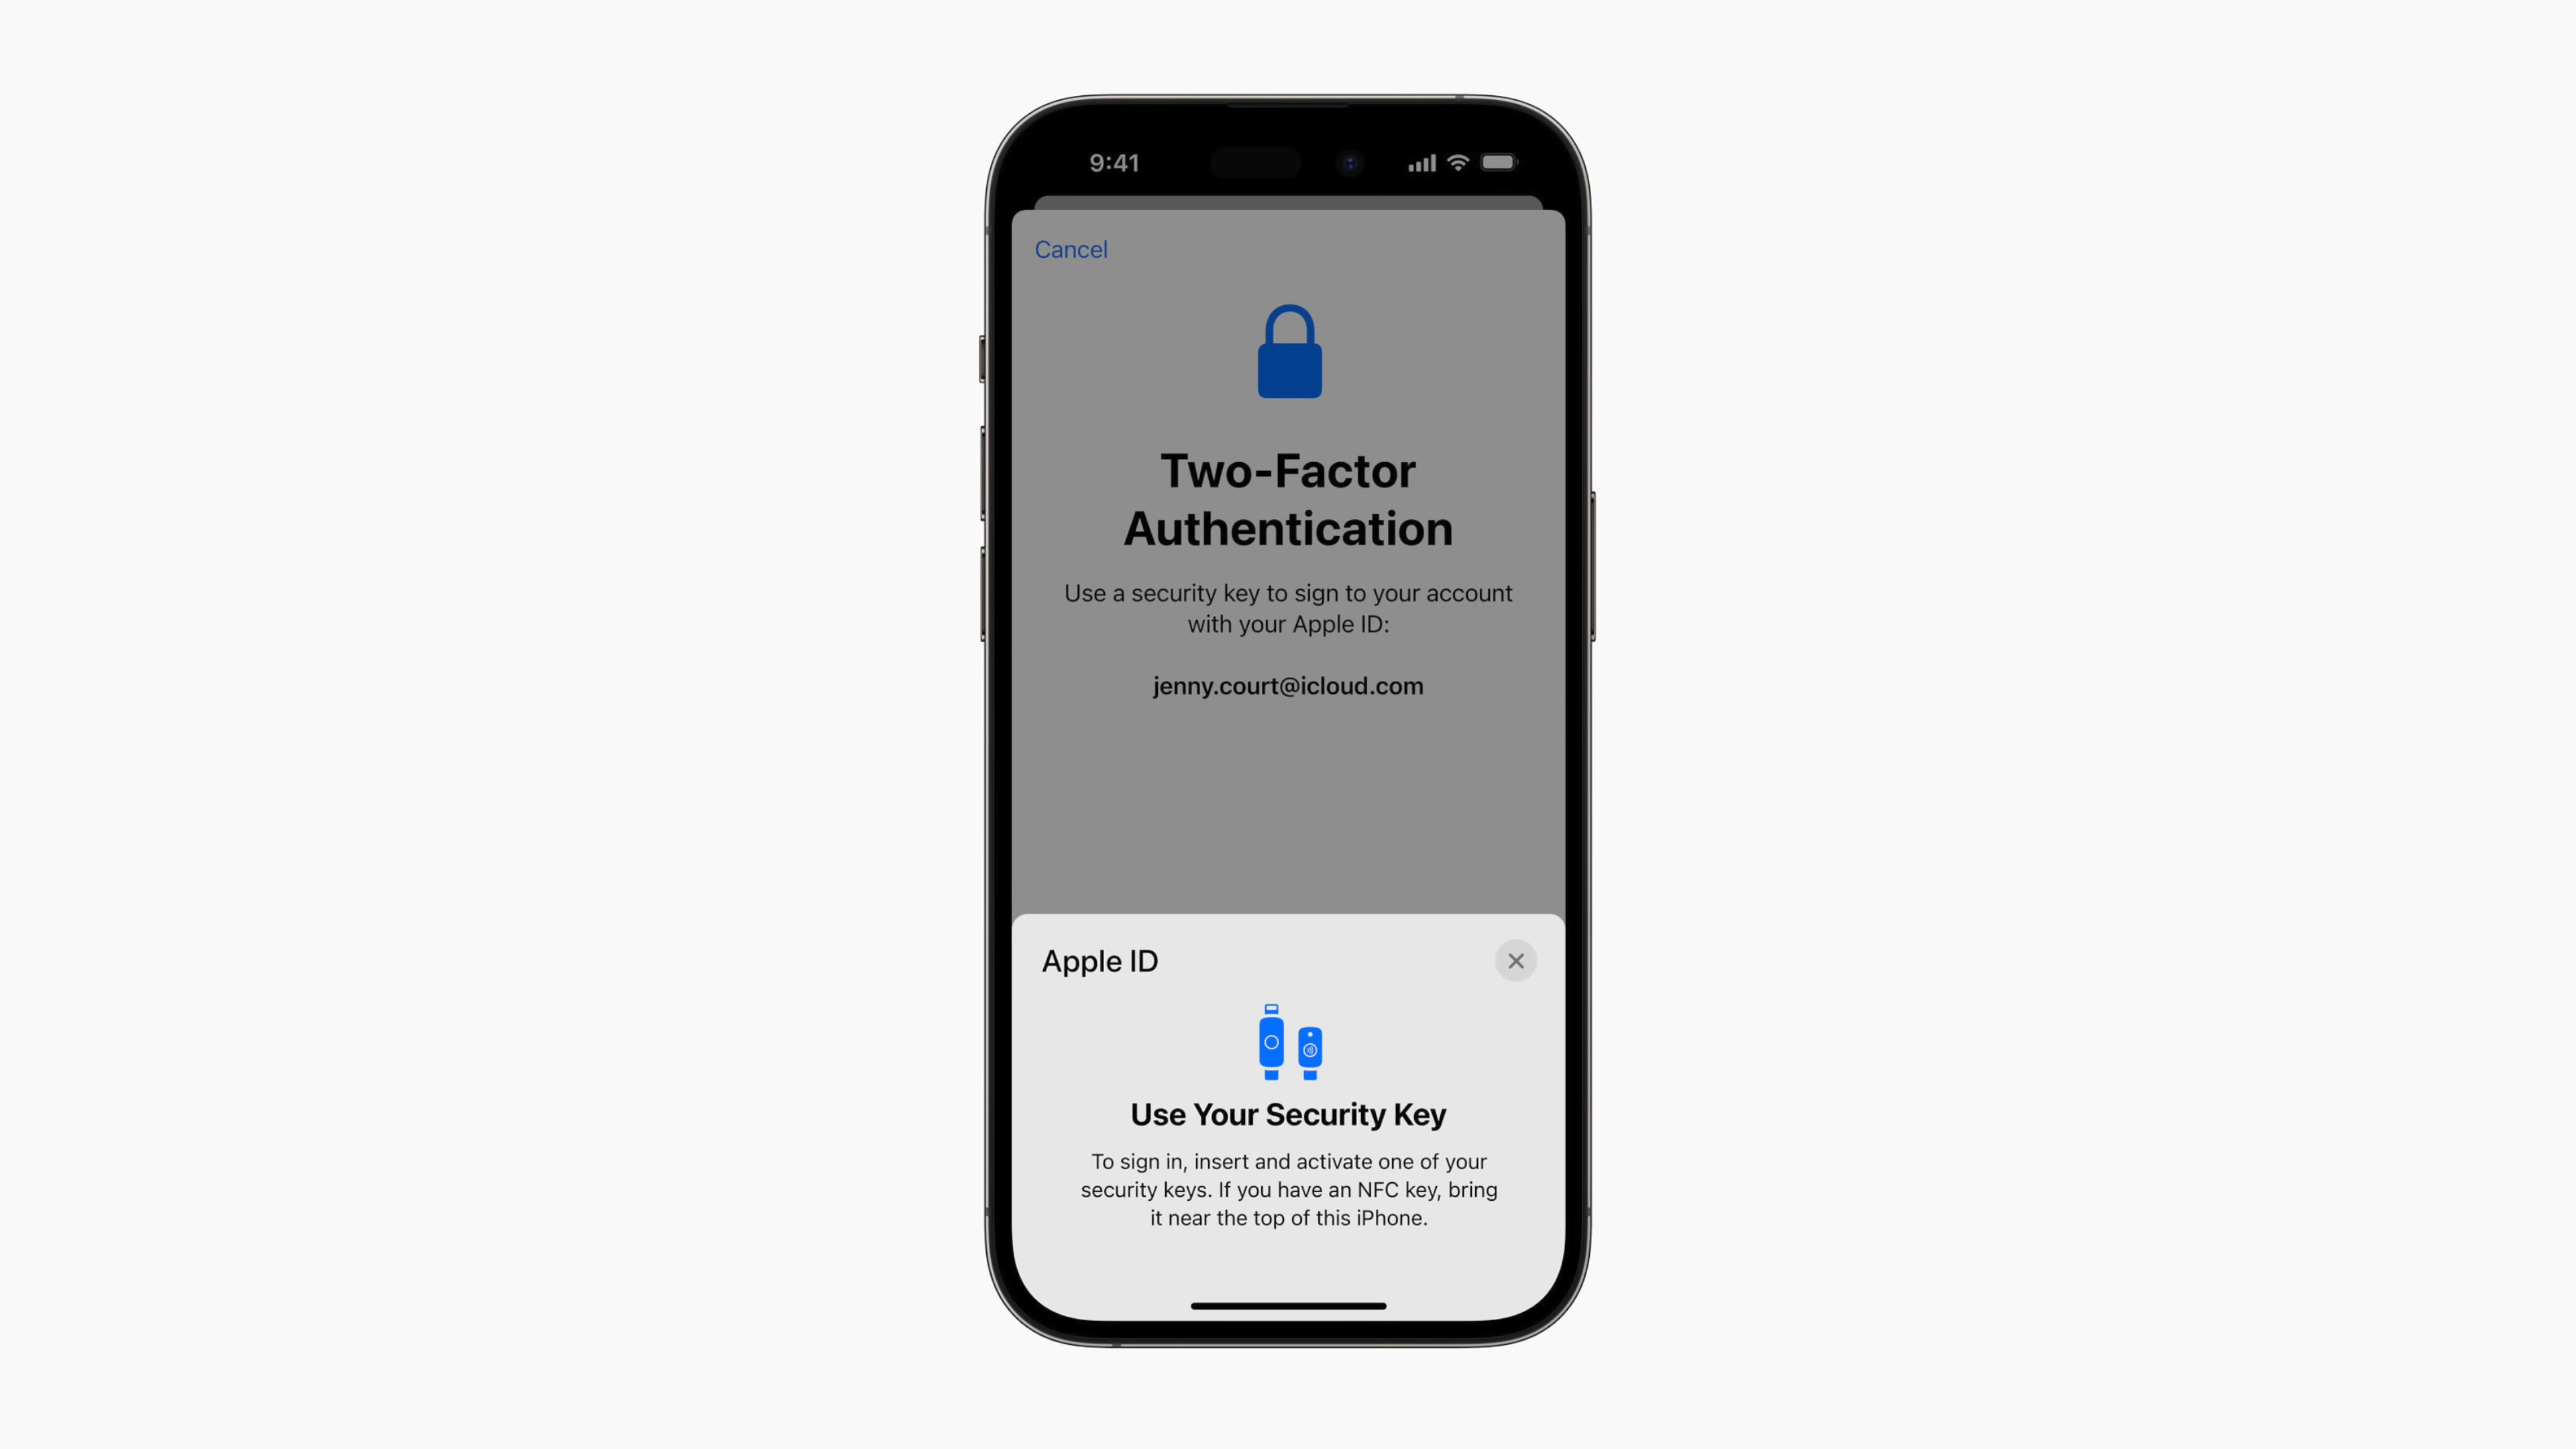 9:41
Cancel
Two-Factor
Authentication
Use a security key to sign to your account
with your Apple ID:
jenny.court@icloud.com
Apple ID
Use Your Security Key
To sign in, insert and activate one of your
security keys. If you have an NFC key, bring
it near the top of this iPhone.